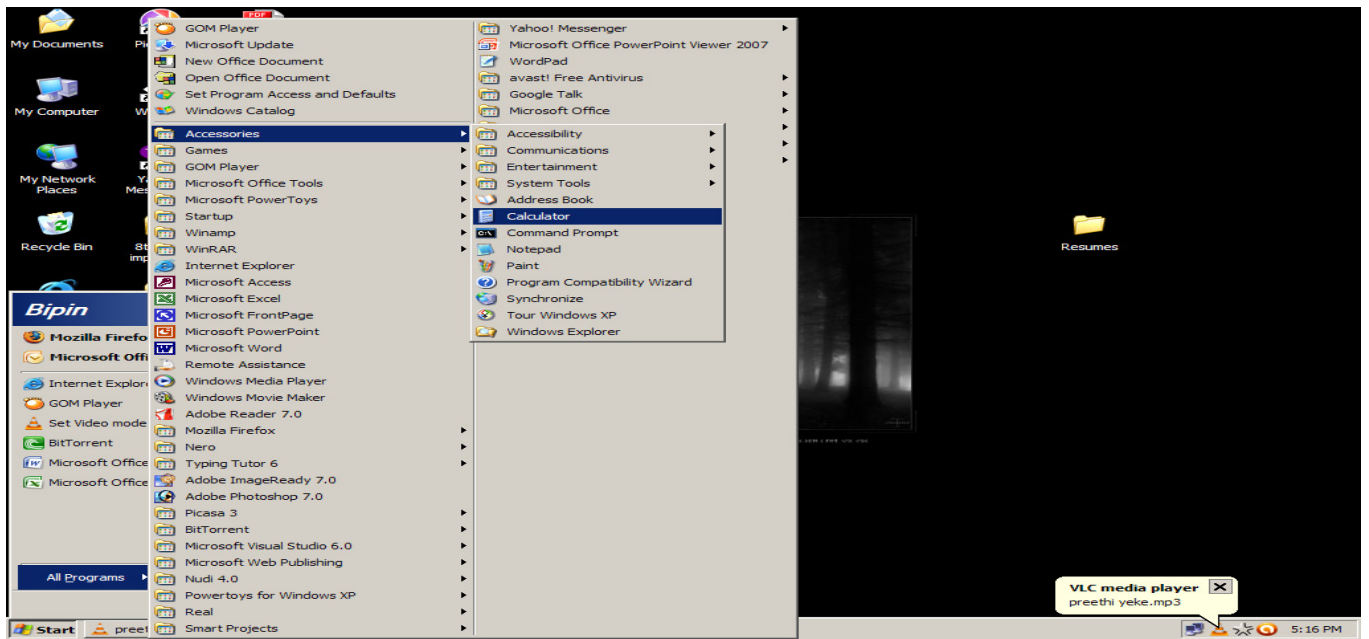 PDF
My Documents
My Computer
My Network
Places
Recycle Bin
Resumes
GOM Player
Microsoft Update
New Office Document
Open Office Document
Set Program Access and Defaults
Windows Catalog
Accessories
Games
GOM Player
Microsoft Office Tools
Microsoft PowerToys
Startup
Winamp
WinRAR
Internet Explorer
Microsoft Access
Microsoft Excel
Microsoft FrontPage
Microsoft PowerPoint
Microsoft Word
Remote Assistance
Windows Media Player
Windows Movie Maker
Adobe Reader 7.0
Mozilla Firefox
Nero
Typing Tutor 6
Adobe ImageReady 7.0
Adobe Photoshop 7.0
Picasa 3
BitTorrent
Microsoft Visual Studio 6.0
Microsoft Web Publishing
Nudi 4.0
Powertoys for Windows XP
Real
Smart Projects
Yahoo! Messenger
Microsoft Office PowerPoint Viewer 2007
WordPad
avast! Free Antivirus
Google Talk
Microsoft Office
Accessibility
Communications
Entertainment
System Tools
Address Book
Calculator
Command Prompt
Notepad
Paint
Program Compatibility Wizard
Synchronize
Tour Windows XP
Windows Explorer
Bipin
Mozilla Firefo
Microsoft Offi
Internet Explor
GOM Player
Set Video mode
BitTorrent
Microsoft Office
Microsoft Office
All Programs
VLC media player
preethi yeke.mp3
Start
preet
5:16 PM